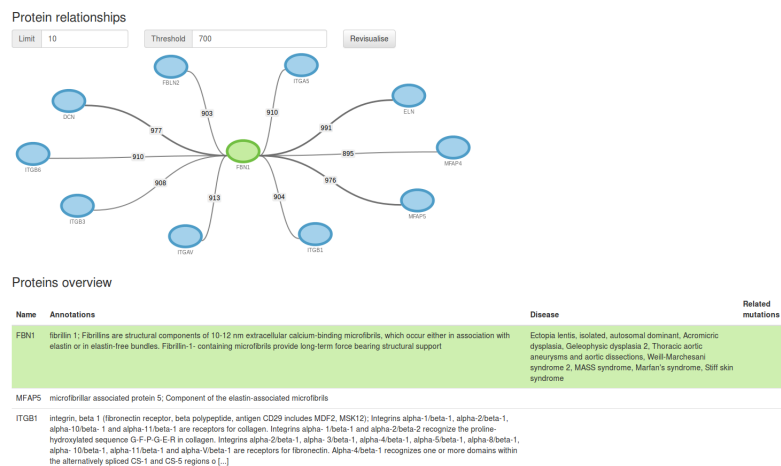 Protein relationships
Limit 10 Threshold 700 Revisualise
FBLN2
ITGA5
DCN
ELN
903
910
977
991
ITGB6
910
FBN1
895
MFAP4
908
976
ITGB3
913
904
MFAP5
ITGAV
ITGB1
Proteins overview
Name Annotations Disease Related mutations
FBN1 fibrillin 1; Fibrillins are structural components of 10-12 nm extracellular calcium-binding microfibrils, which occur either in association with
elastin or in elastin-free bundles. Fibrillin-1- containing microfibrils provide long-term force bearing structural support
Ectopia lentis, isolated, autosomal dominant, Acromicric
dysplasia, Geleophysic dysplasia 2, Thoracic aortic
aneurysms and aortic dissections, Weill-Marchesani
syndrome 2, MASS syndrome, Marfan's syndrome, Stiff skin
syndrome
MFAP5 microfibrillar associated protein 5; Component of the elastin-associated microfibrils
ITGB1 integrin, beta 1 (fibronectin receptor, beta polypeptide, antigen CD29 includes MDF2, MSK12); Integrins alpha-1/beta-1, alpha-2/beta-1,
alpha-10/beta- 1 and alpha-11/beta-1 are receptors for collagen. Integrins alpha- 1/beta-1 and alpha-2/beta-2 recognize the proline-
hydroxylated sequence G-F-P-G-E-R in collagen. Integrins alpha-2/beta-1, alpha- 3/beta-1, alpha-4/beta-1, alpha-5/beta-1, alpha-8/beta-1,
alpha- 10/beta-1, alpha-11/beta-1 and alpha-V/beta-1 are receptors for fibronectin. Alpha-4/beta-1 recognizes one or more domains within
the alternatively spliced CS-1 and CS-5 regions o [...]